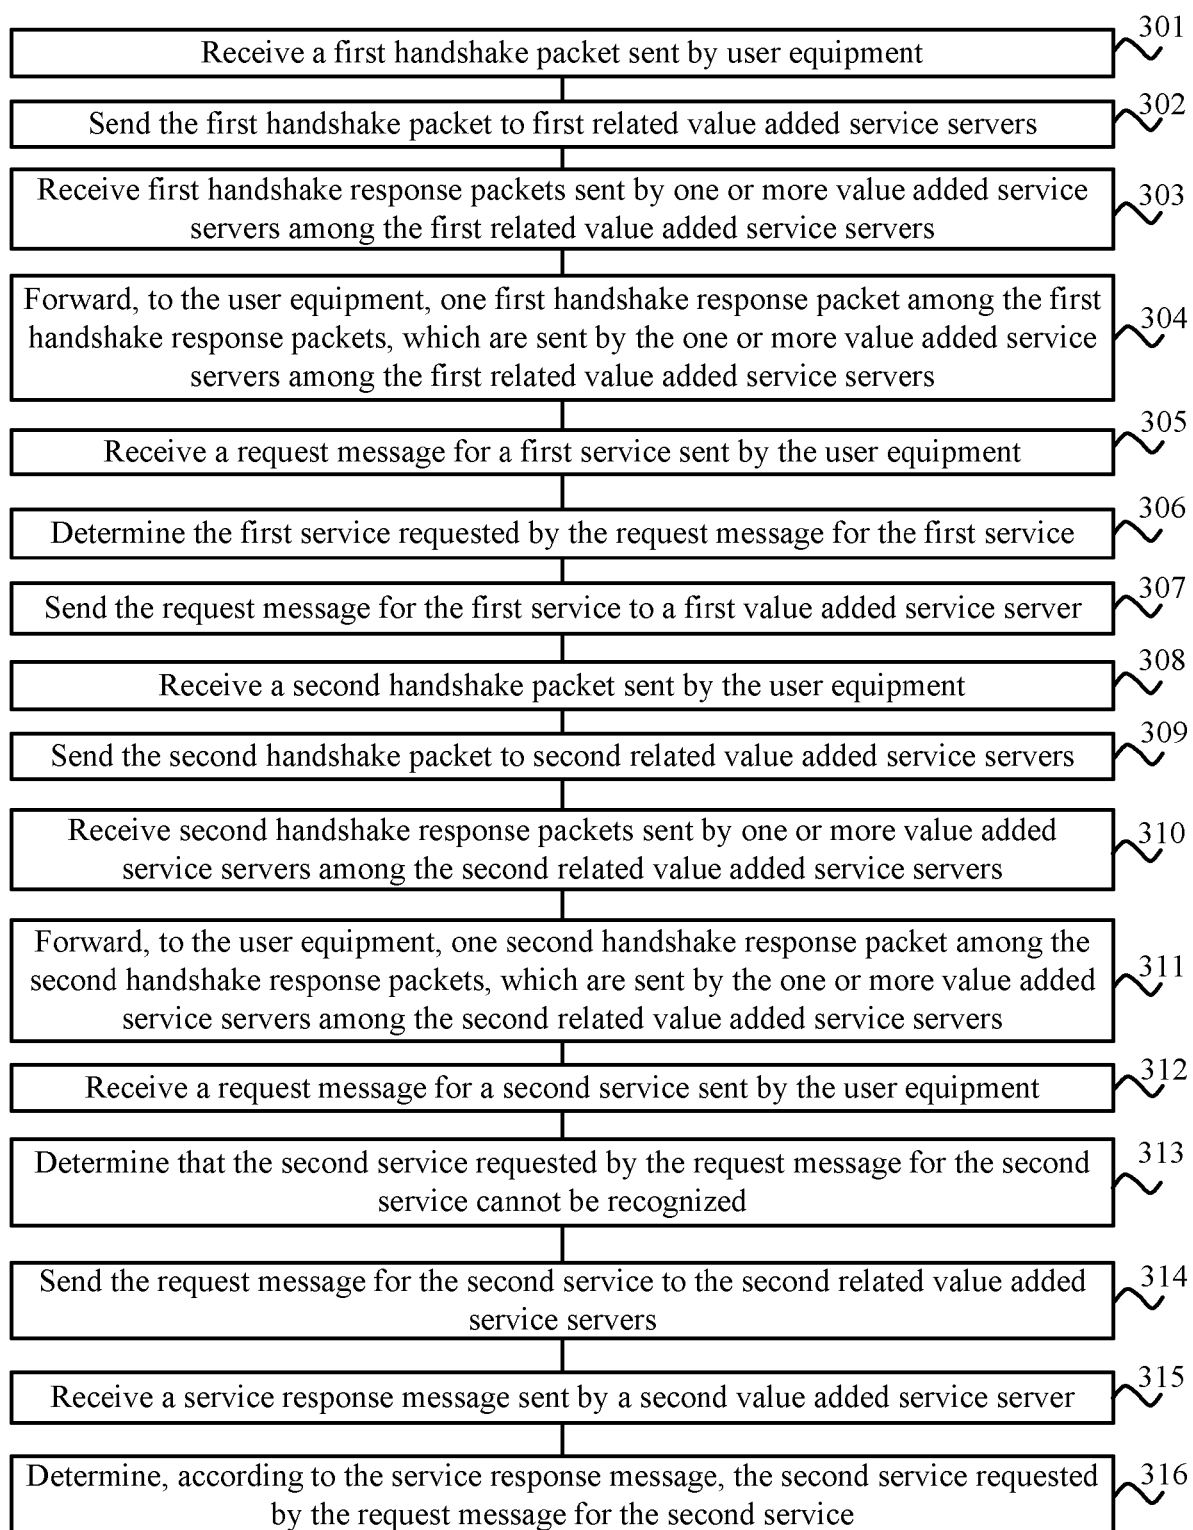 301
Receive a first handshake packet sent by user equipment
302
Send the first handshake packet to first related value added service servers
303
Receive first handshake response packets sent by one or more value added service
servers among the first related value added service servers
304
Forward, to the user equipment, one first handshake response packet among the first
handshake response packets, which are sent by the one or more value added service
servers among the first related value added service servers
305
Receive a request message for a first service sent by the user equipment
306
Determine the first service requested by the request message for the first service
307
Send the request message for the first service to a first value added service server
308
Receive a second handshake packet sent by the user equipment
309
Send the second handshake packet to second related value added service servers
310
Receive second handshake response packets sent by one or more value added
service servers among the second related value added service servers
311
Forward, to the user equipment, one second handshake response packet among the
second handshake response packets, which are sent by the one or more value added
service servers among the second related value added service servers
312
Receive a request message for a second service sent by the user equipment
313
Determine that the second service requested by the request message for the second
service cannot be recognized
314
Send the request message for the second service to the second related value added
service servers
315
Receive a service response message sent by a second value added service server
316
Determine, according to the service response message, the second service requested
by the request message for the second service